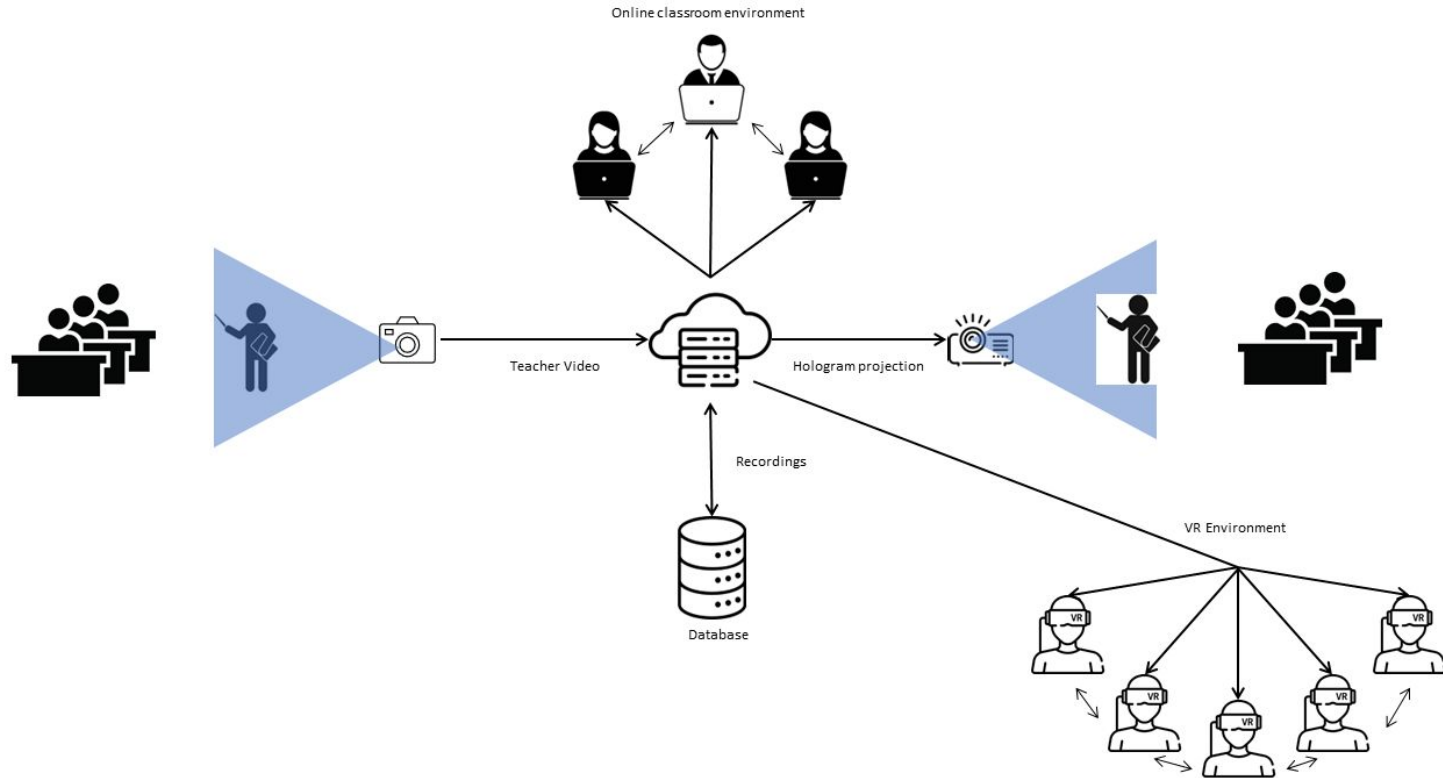 Online classroom environment
Teacher Video
Hologram projection
Recordings
VR Environment
Database
VR
VR
VR
VR
VR